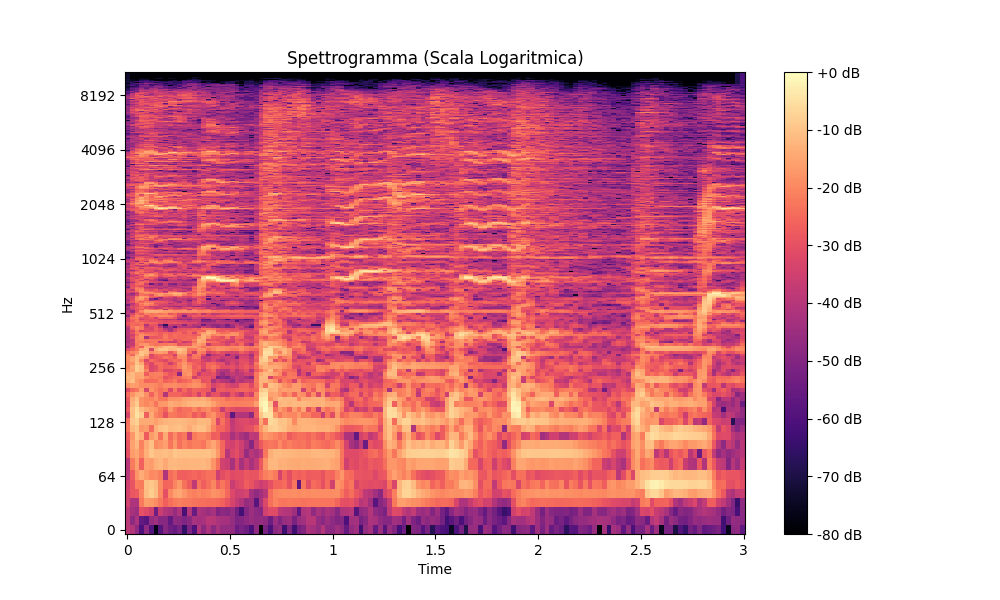 Spettrogramma (Scala Logaritmica)
8192
4096
2048
1024
512
256
128
64
0
Hz
0
0.5
1
1.5
2
2.5
3
Time
+0 dB
-10 dB
-20 dB
-30 dB
-40 dB
-50 dB
-60 dB
-70 dB
-80 dB